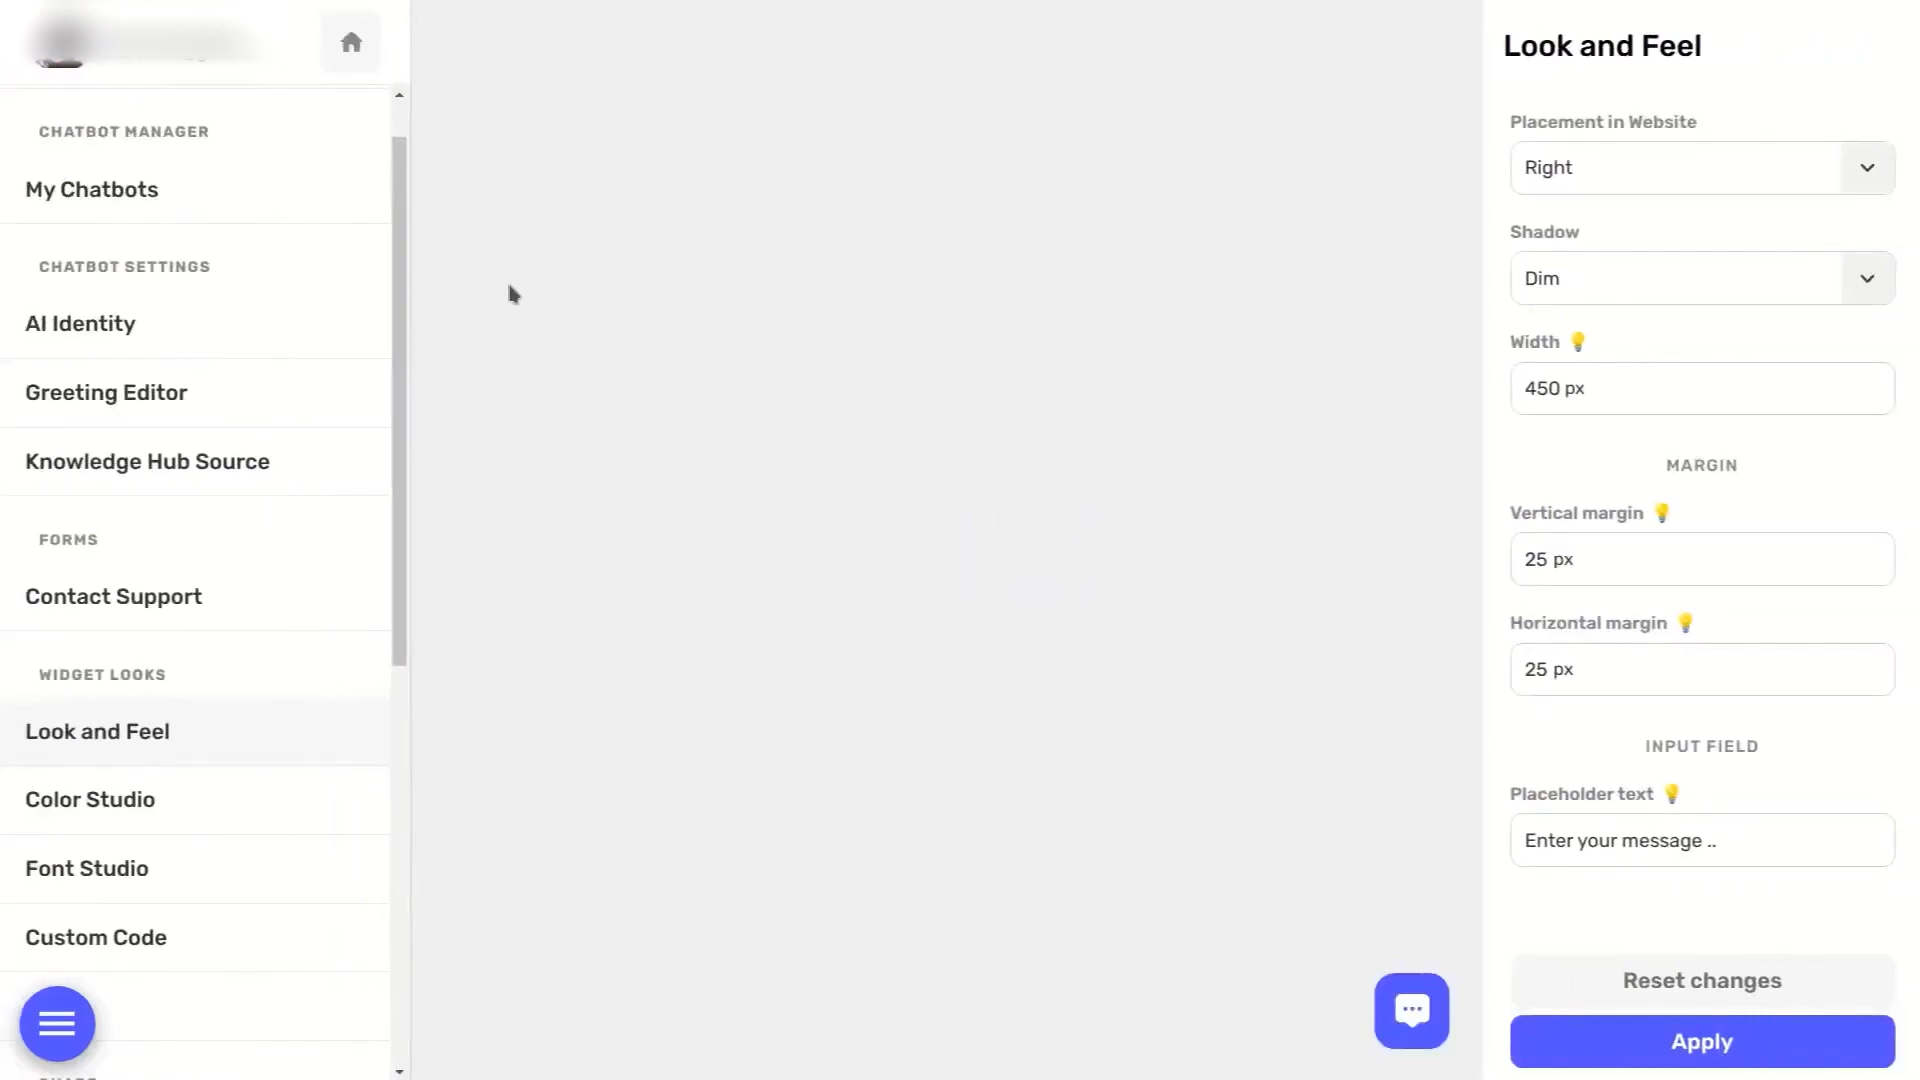 CHATBOT MANAGER
My Chatbots
CHATBOT SETTINGS
AI Identity
Greeting Editor
Knowledge Hub Source
FORMS
Contact Support
WIDGET LOOKS
Look and Feel
Color Studio
Font Studio
Custom Code
Look and Feel
Placement in Website
Right
Shadow
Dim
Width
450 px
MARGIN
Vertical margin
25 px
Horizontal margin
25 px
INPUT FIELD
Placeholder text
Enter your message ..
Reset changes
Apply